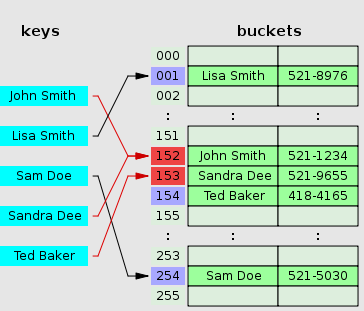 keys buckets
000
001 Lisa Smith 521-8976
John Smith 002
: : :
Lisa Smith 151
152 John Smith 521-1234
Sam Doe 153 Sandra Dee 521-9655
154 Ted Baker 418-4165
Sandra Dee 155
: : :
Ted Baker 253
254 Sam Doe 521-5030
255